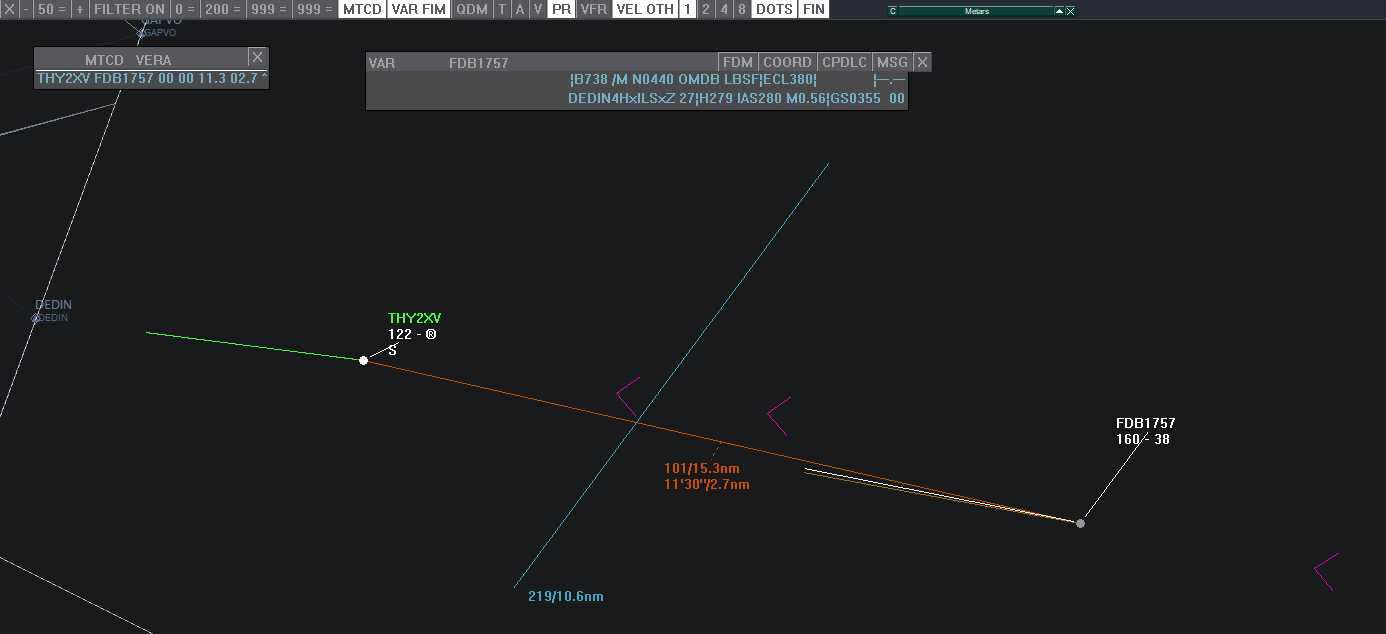 X - 50 = + FILTER ON 0 = 200 = 999 = 999 = MTCD VAR FIM QDM T A V PR VFR VEL OTH 1 2 4 8 DOTS FIN
C Metars X
GAPVO
GAPVO
MTCD VERA X
THY2XV FDB1757 00 00 11.3 02.7 ^
VAR FDB1757 FDM COORD CPDLC MSG X
¦B738 /M N0440 OMDB LBSF¦ECL380¦ ¦—.—
DEDIN4HxILSxZ 27¦H279 IAS280 M0.56¦GS0355 00
DEDIN
DEDIN
THY2XV
122 - ®
S
FDB1757
160 - 38
101/15.3nm
11'30"/2.7nm
219/10.6nm